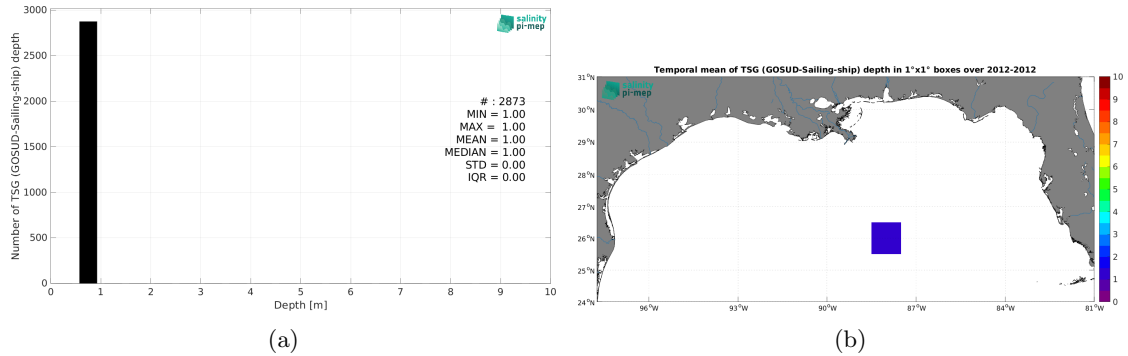 salinity
pi-mep
Number of TSG (GOSUD-Sailing-ship) depth
3000
2500
2000
1500
1000
500
0
# : 2873
MIN = 1.00
MAX = 1.00
MEAN = 1.00
MEDIAN = 1.00
STD = 0.00
IQR = 0.00
0 1 2 3 4 5 6 7 8 9 10
Depth [m]
(a)
Temporal mean of TSG (GOSUD-Sailing-ship) depth in 1°x1° boxes over 2012-2012
salinity
pi-mep
31°N
30°N
29°N
28°N
27°N
26°N
25°N
24°N
96°W 93°W 90°W 87°W 84°W 81°W
10
9
8
7
6
5
4
3
2
1
0
(b)